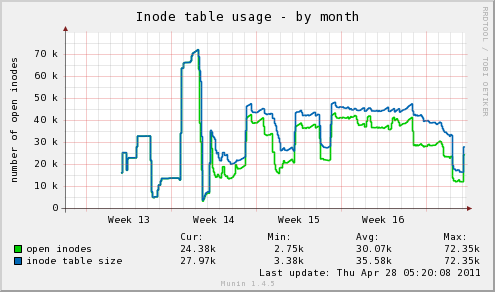 Inode table usage - by month
RRDTOOL / TOBI OETIKER
number of open inodes
70 k
60 k
50 k
40 k
30 k
20 k
10 k
0
Week 13 Week 14 Week 15 Week 16
Cur: Min: Avg: Max:
open inodes 24.38k 2.75k 30.07k 72.35k
inode table size 27.97k 3.38k 35.58k 72.35k
Last update: Thu Apr 28 05:20:08 2011
Munin 1.4.5